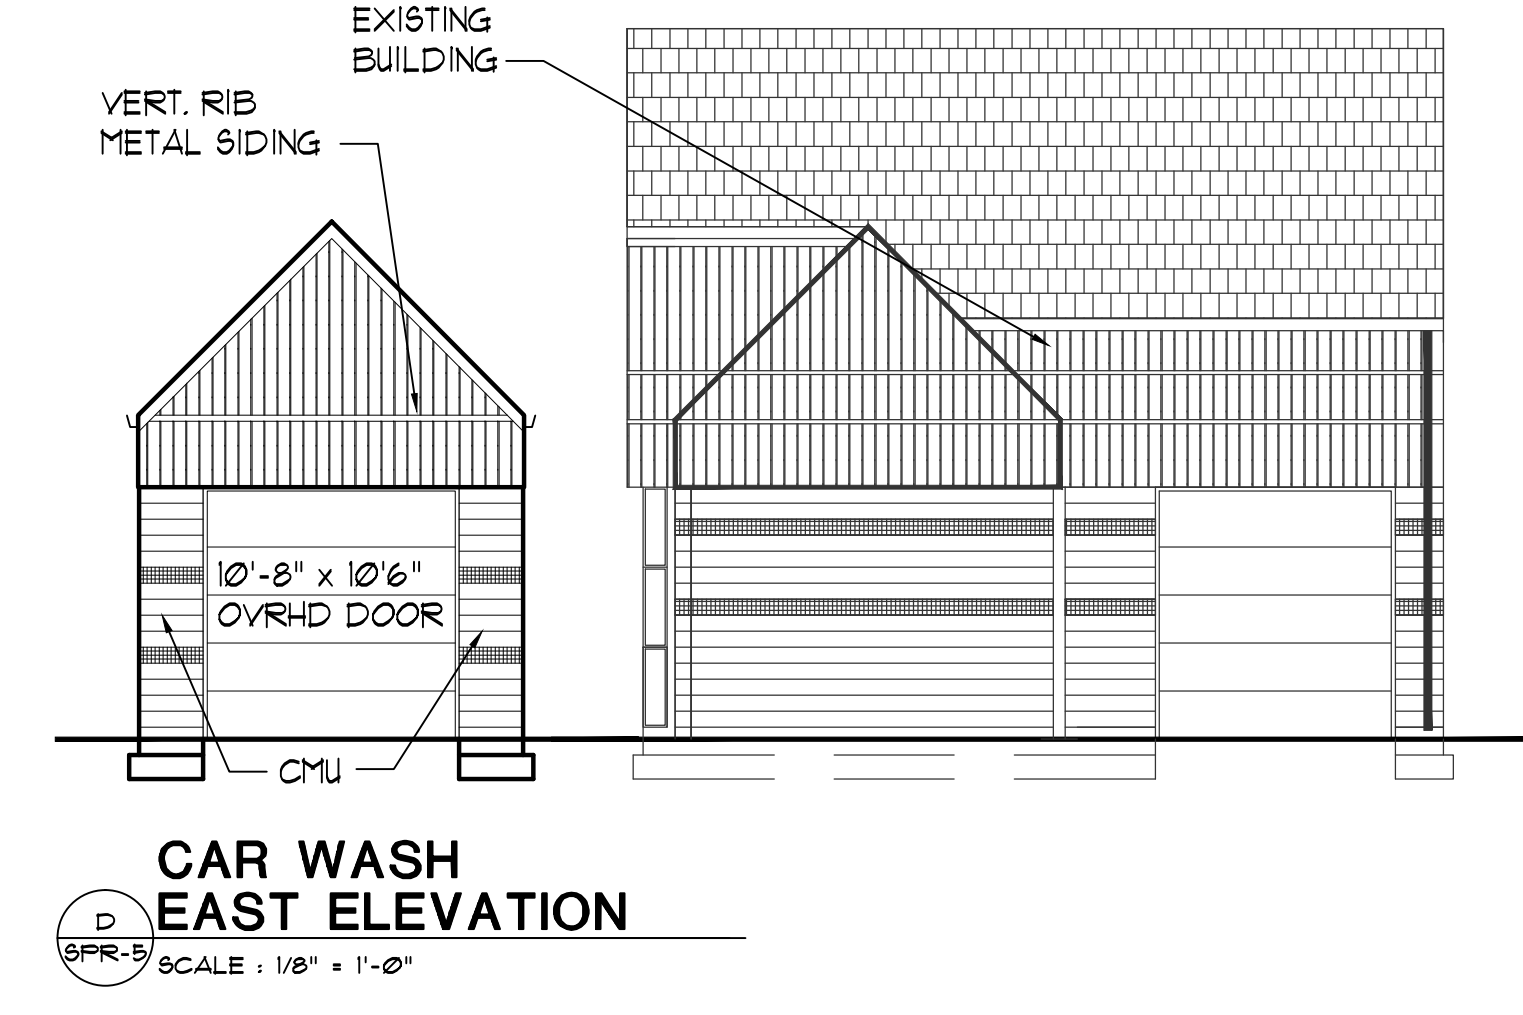 EXISTING
BUILDING
VERT. RIB
METAL SIDING
10'-8" x 10'6"
OVRHD DOOR
CMU
CAR WASH
EAST ELEVATION
D
SPR-5
SCALE : 1/8" = 1'-0"